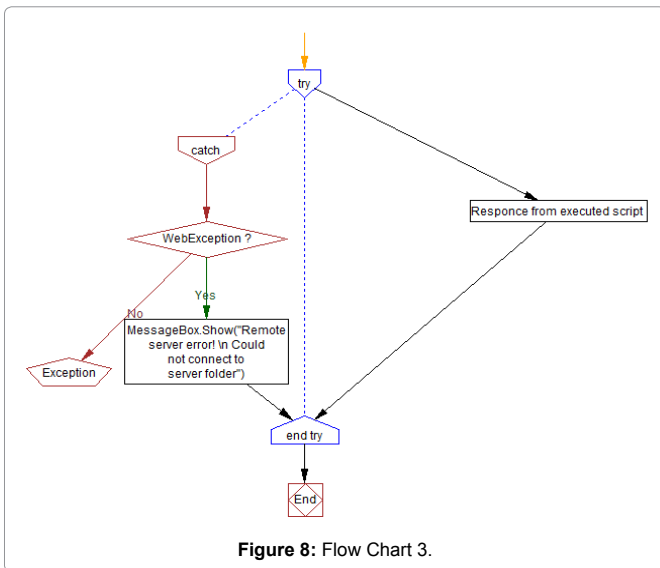 try
catch
Responce from executed script
WebException ?
Yes
No
MessageBox.Show("Remote
server error! \n Could
not connect to
server folder")
Exception
end try
End
Figure 8: Flow Chart 3.